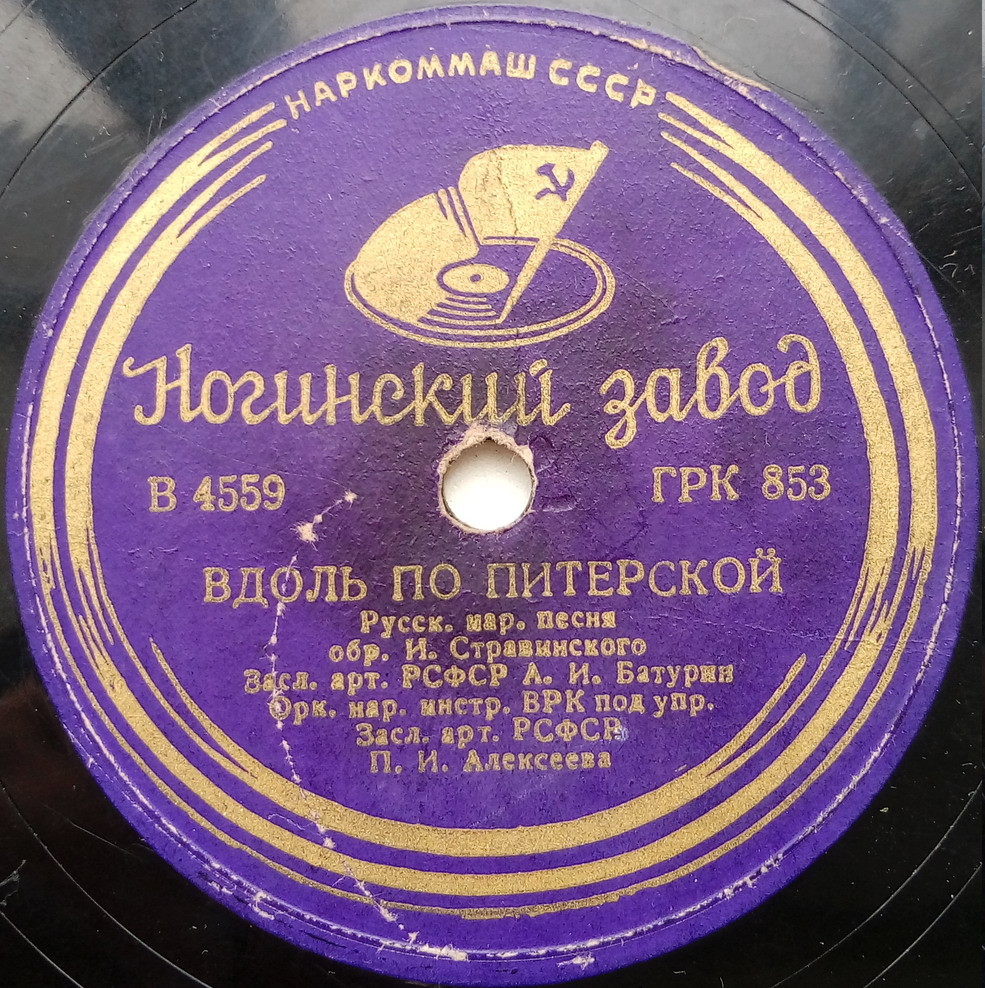 НАРКОММАШ СССР
Ногинский завод
В 4559
ГРК 853
ВДОЛЬ ПО ПИТЕРСКОЙ
Русск. нар. песня
обр. И. Стравинского
Засл. арт. РСФСР А. И. Батурин
Орк. нар. инстр. ВРК под упр.
Засл. арт. РСФСР
П. И. Алексеева